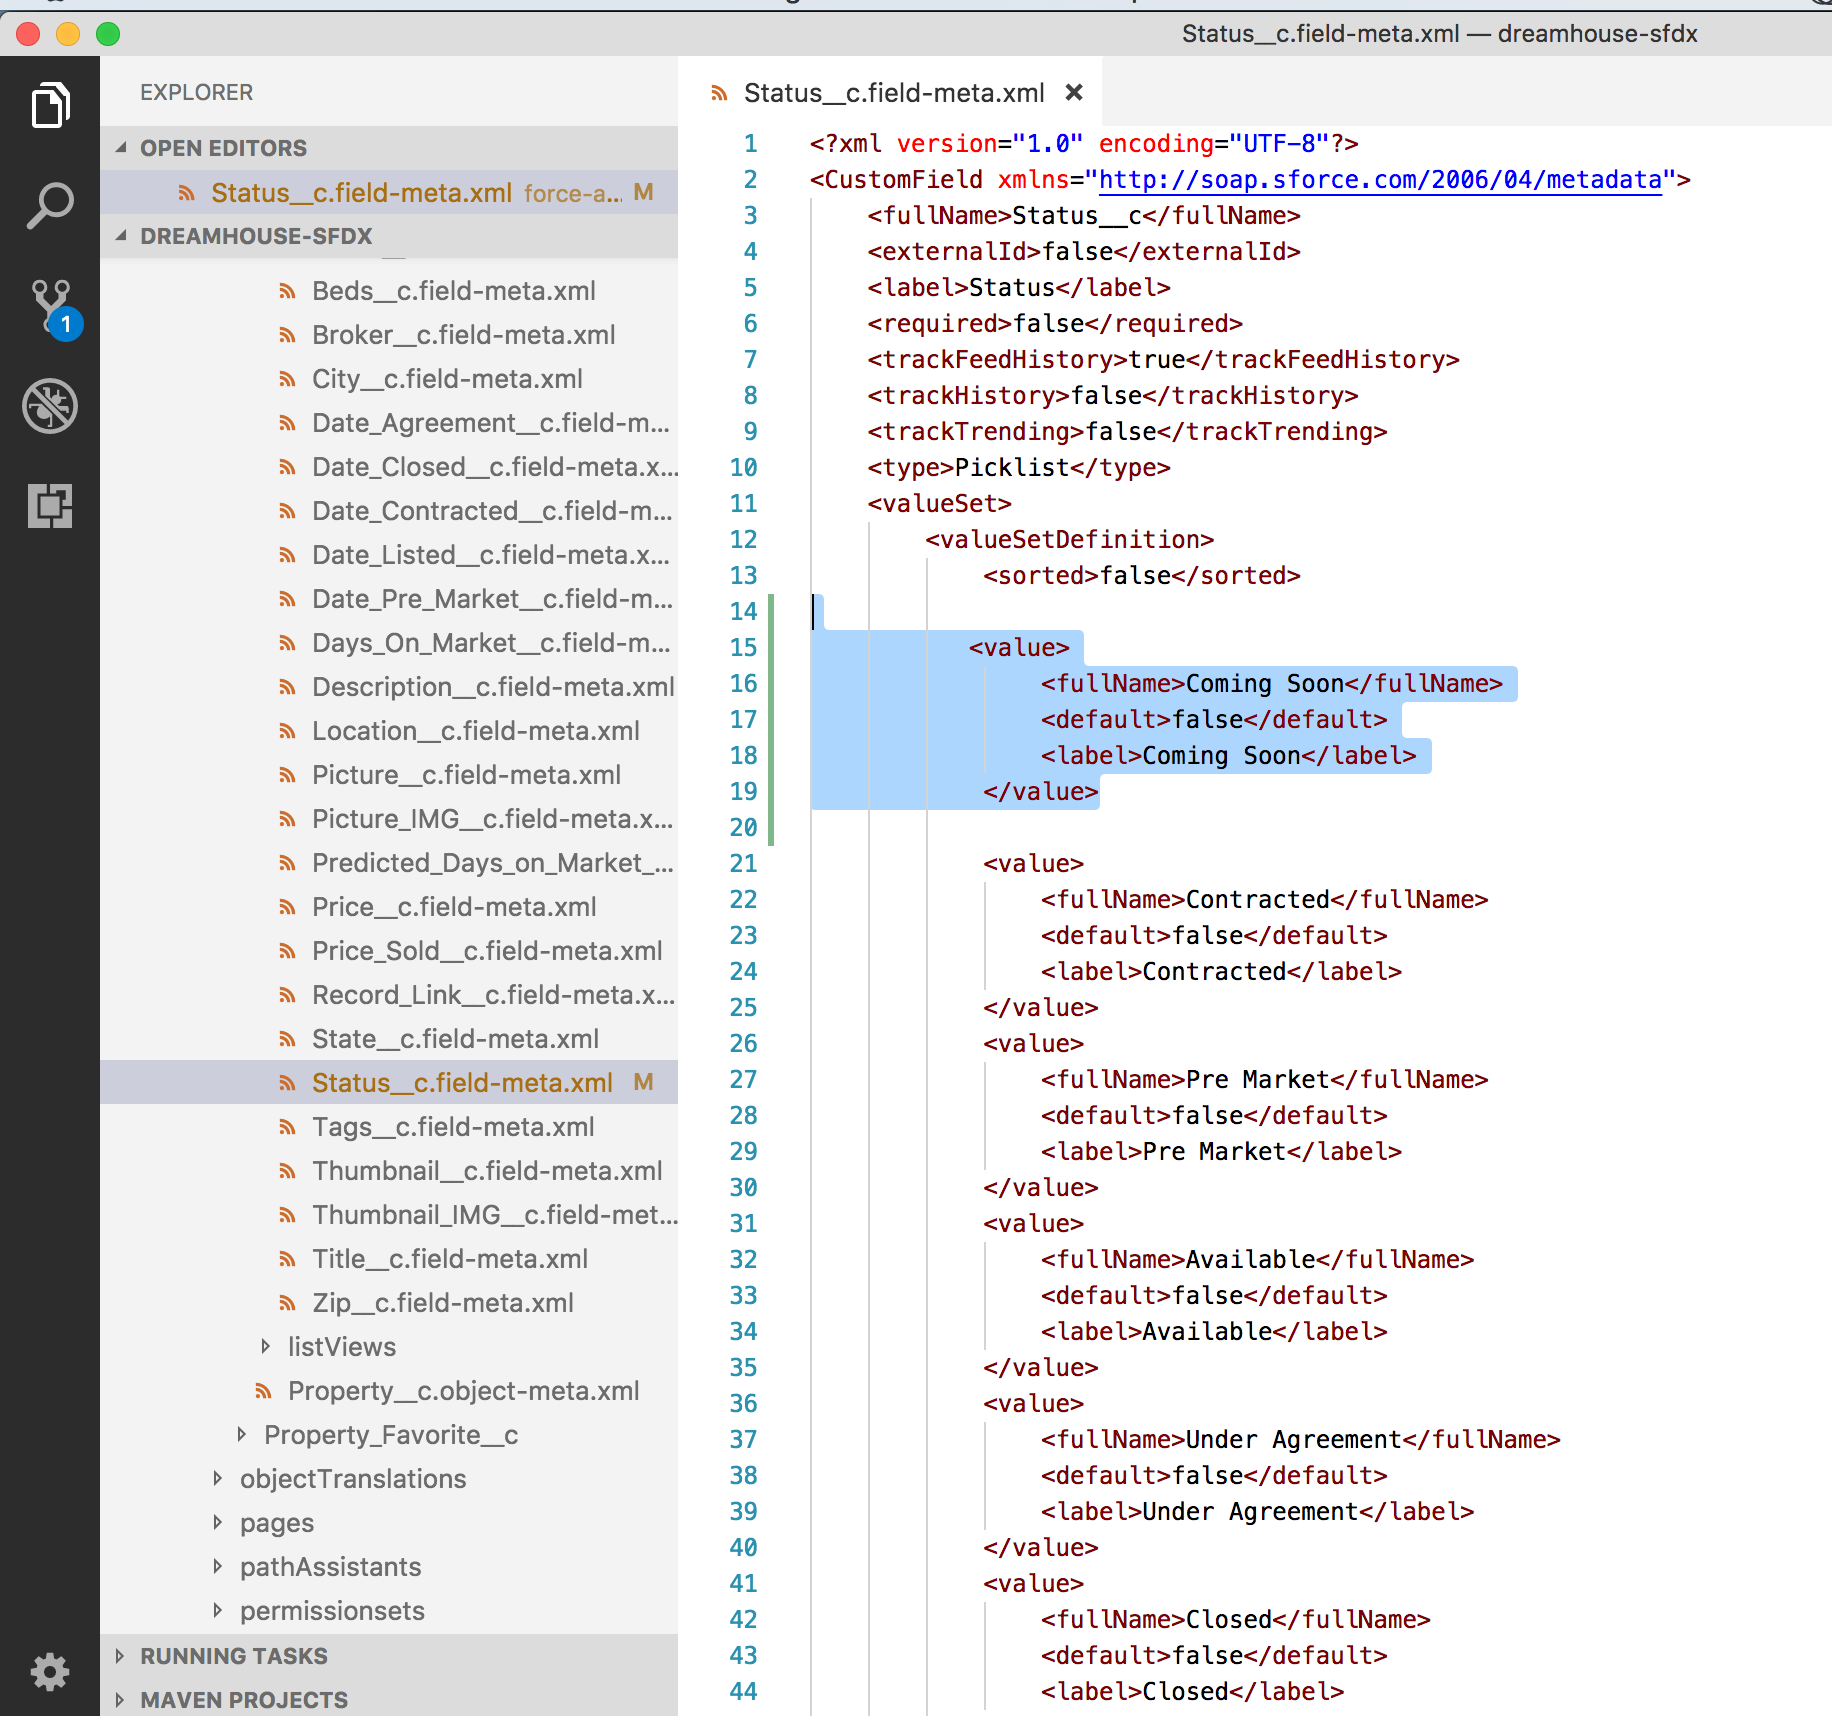 Status__c.field-meta.xml — dreamhouse-sfdx
EXPLORER
OPEN EDITORS
Status__c.field-meta.xml force-a... M
DREAMHOUSE-SFDX
Beds__c.field-meta.xml
Broker__c.field-meta.xml
City__c.field-meta.xml
Date_Agreement__c.field-m...
Date_Closed__c.field-meta.x...
Date_Contracted__c.field-m...
Date_Listed__c.field-meta.x...
Date_Pre_Market__c.field-m...
Days_On_Market__c.field-m...
Description__c.field-meta.xml
Location__c.field-meta.xml
Picture__c.field-meta.xml
Picture_IMG__c.field-meta.x...
Predicted_Days_on_Market_...
Price__c.field-meta.xml
Price_Sold__c.field-meta.xml
Record_Link__c.field-meta.x...
State__c.field-meta.xml
Status__c.field-meta.xml M
Tags__c.field-meta.xml
Thumbnail__c.field-meta.xml
Thumbnail_IMG__c.field-met...
Title__c.field-meta.xml
Zip__c.field-meta.xml
listViews
Property__c.object-meta.xml
Property_Favorite__c
objectTranslations
pages
pathAssistants
permissionsets
RUNNING TASKS
MAVEN PROJECTS
1
Status__c.field-meta.xml
1 <?xml version="1.0" encoding="UTF-8"?>
2 <CustomField xmlns="http://soap.sforce.com/2006/04/metadata">
3 <fullName>Status__c</fullName>
4 <externalId>false</externalId>
5 <label>Status</label>
6 <required>false</required>
7 <trackFeedHistory>true</trackFeedHistory>
8 <trackHistory>false</trackHistory>
9 <trackTrending>false</trackTrending>
10 <type>Picklist</type>
11 <valueSet>
12 <valueSetDefinition>
13 <sorted>false</sorted>
14
15 <value>
16 <fullName>Coming Soon</fullName>
17 <default>false</default>
18 <label>Coming Soon</label>
19 </value>
20
21 <value>
22 <fullName>Contracted</fullName>
23 <default>false</default>
24 <label>Contracted</label>
25 </value>
26 <value>
27 <fullName>Pre Market</fullName>
28 <default>false</default>
29 <label>Pre Market</label>
30 </value>
31 <value>
32 <fullName>Available</fullName>
33 <default>false</default>
34 <label>Available</label>
35 </value>
36 <value>
37 <fullName>Under Agreement</fullName>
38 <default>false</default>
39 <label>Under Agreement</label>
40 </value>
41 <value>
42 <fullName>Closed</fullName>
43 <default>false</default>
44 <label>Closed</label>